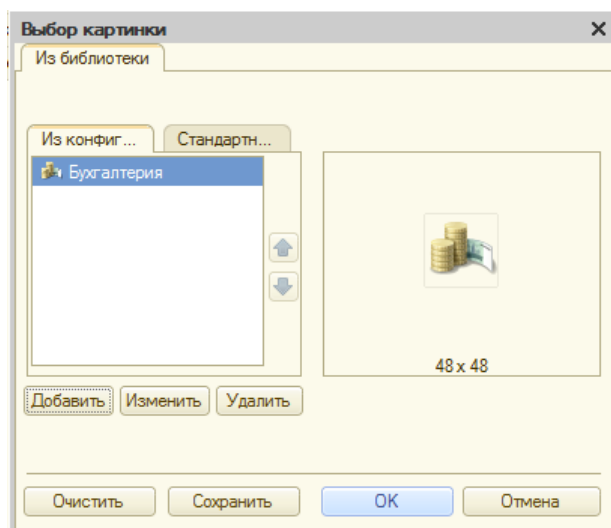 Выбор картинки
Из библиотеки
Из конфиг... Стандартн...
Бухгалтерия
48 x 48
Добавить Изменить Удалить
Очистить Сохранить OK Отмена